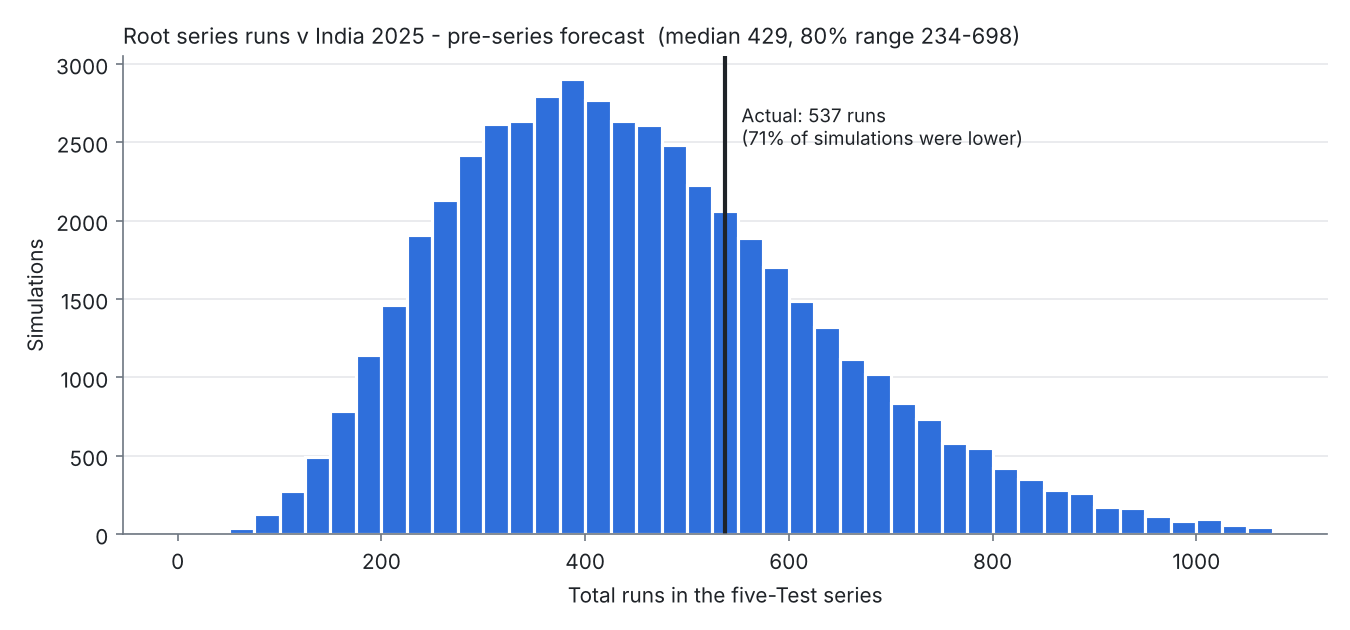 Root series runs v India 2025 - pre-series forecast (median 429, 80% range 234-698)
3000
2500
2000
1500
1000
500
0
Simulations
Actual: 537 runs
(71% of simulations were lower)
0 200 400 600 800 1000
Total runs in the five-Test series